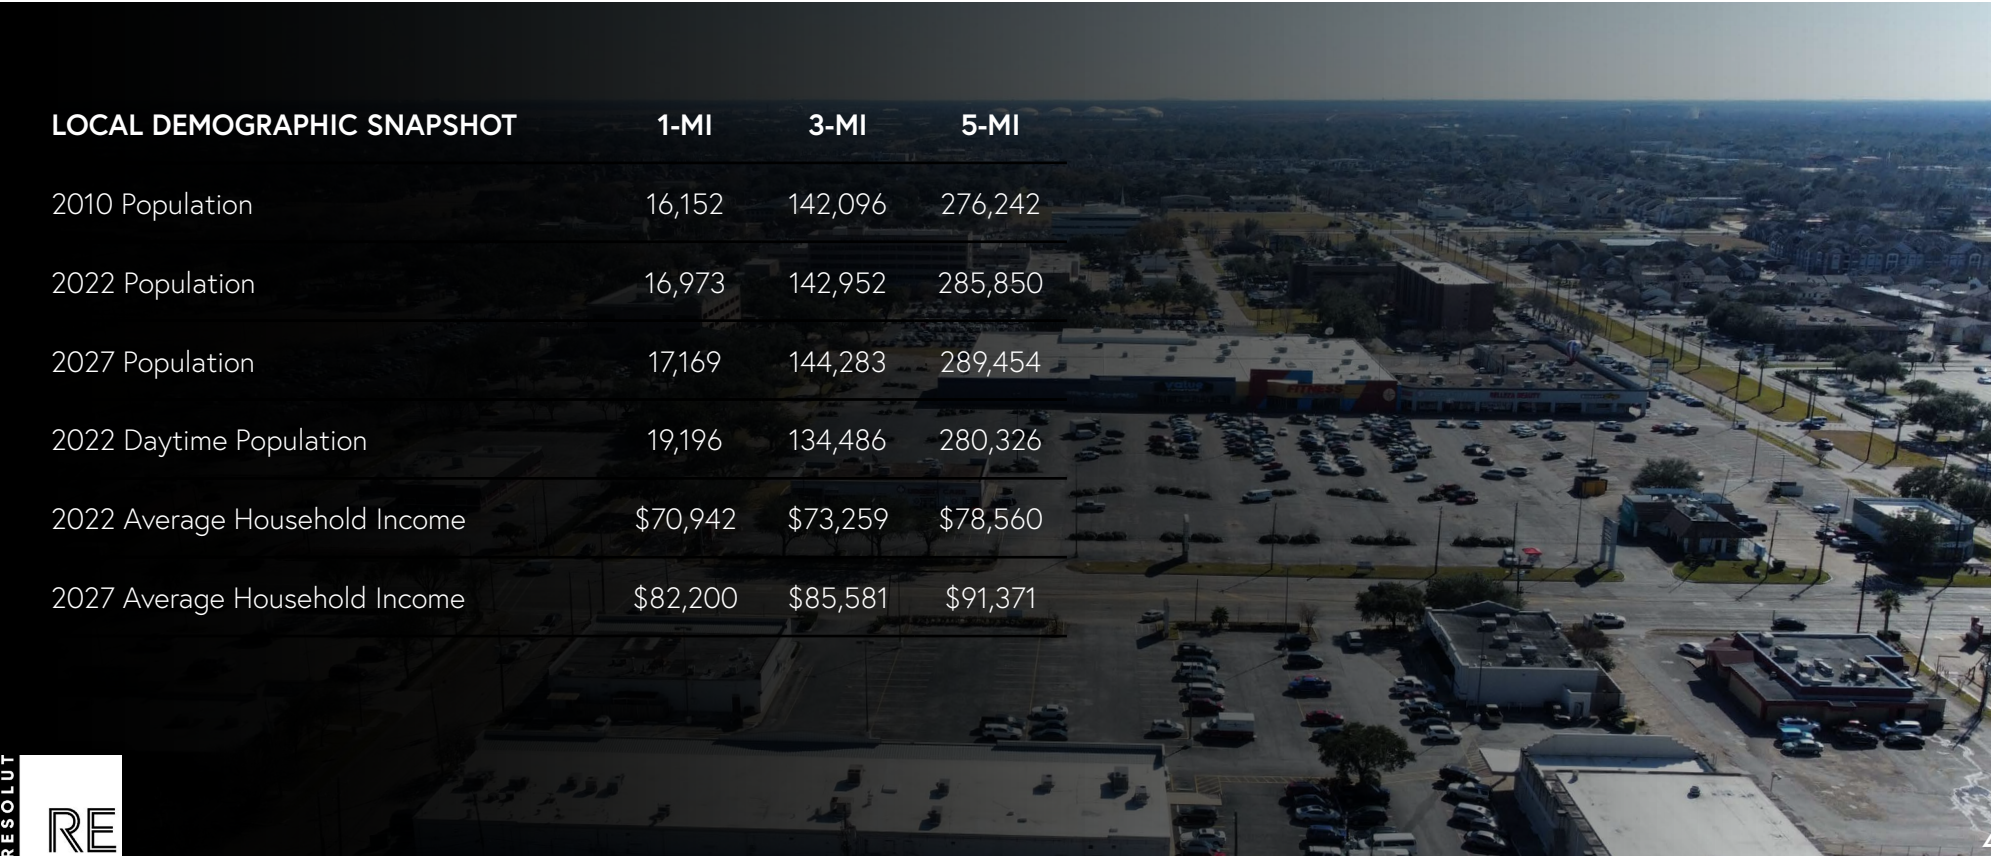 LOCAL DEMOGRAPHIC SNAPSHOT 1-MI 3-MI 5-MI
2010 Population 16,152 142,096 276,242
2022 Population 16,973 142,952 285,850
2027 Population 17,169 144,283 289,454
2022 Daytime Population 19,196 134,486 280,326
2022 Average Household Income $70,942 $73,259 $78,560
2027 Average Household Income $82,200 $85,581 $91,371
value
FITNESS
RESOLUT
RE